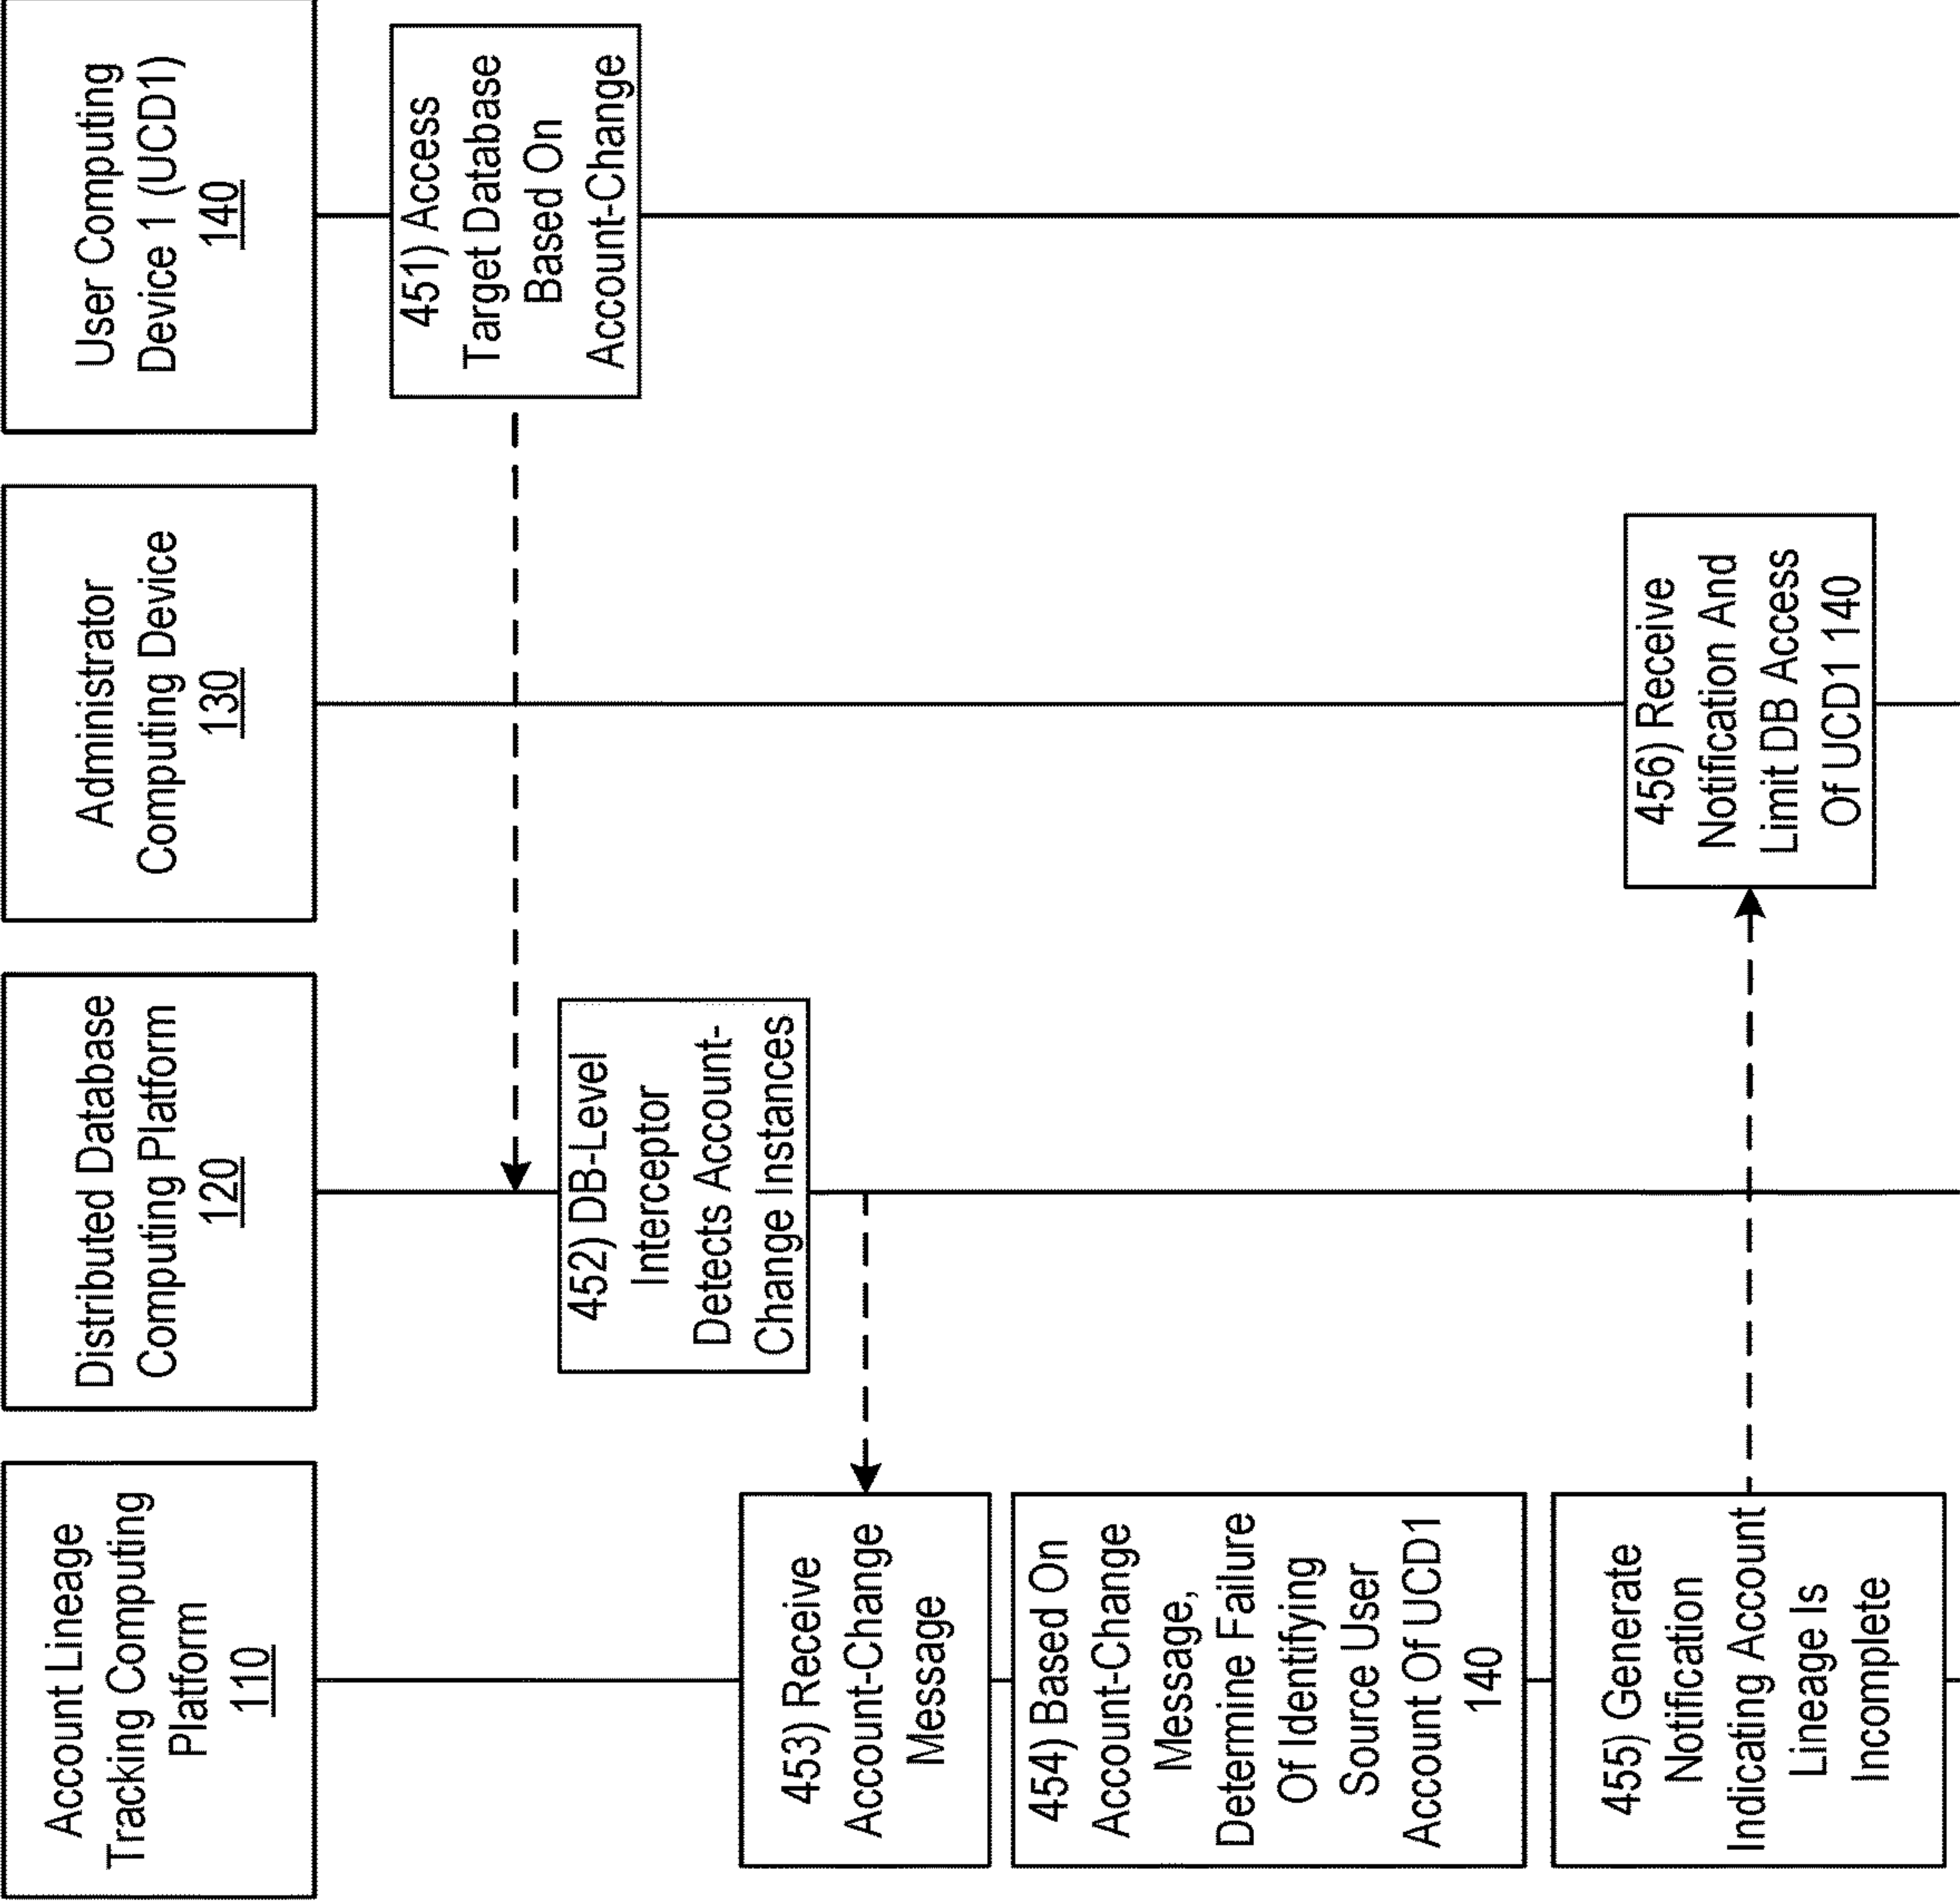 Account Lineage
Tracking Computing
Platform
110
Distributed Database
Computing Platform
120
Administrator
Computing Device
130
User Computing
Device 1 (UCD1)
140
451) Access
Target Database
Based On
Account-Change
452) DB-Level
Interceptor
Detects Account-
Change Instances
453) Receive
Account-Change
Message
454) Based On
Account-Change
Message,
Determine Failure
Of Identifying
Source User
Account Of UCD1
140
455) Generate
Notification
Indicating Account
Lineage Is
Incomplete
456) Receive
Notification And
Limit DB Access
Of UCD1 140